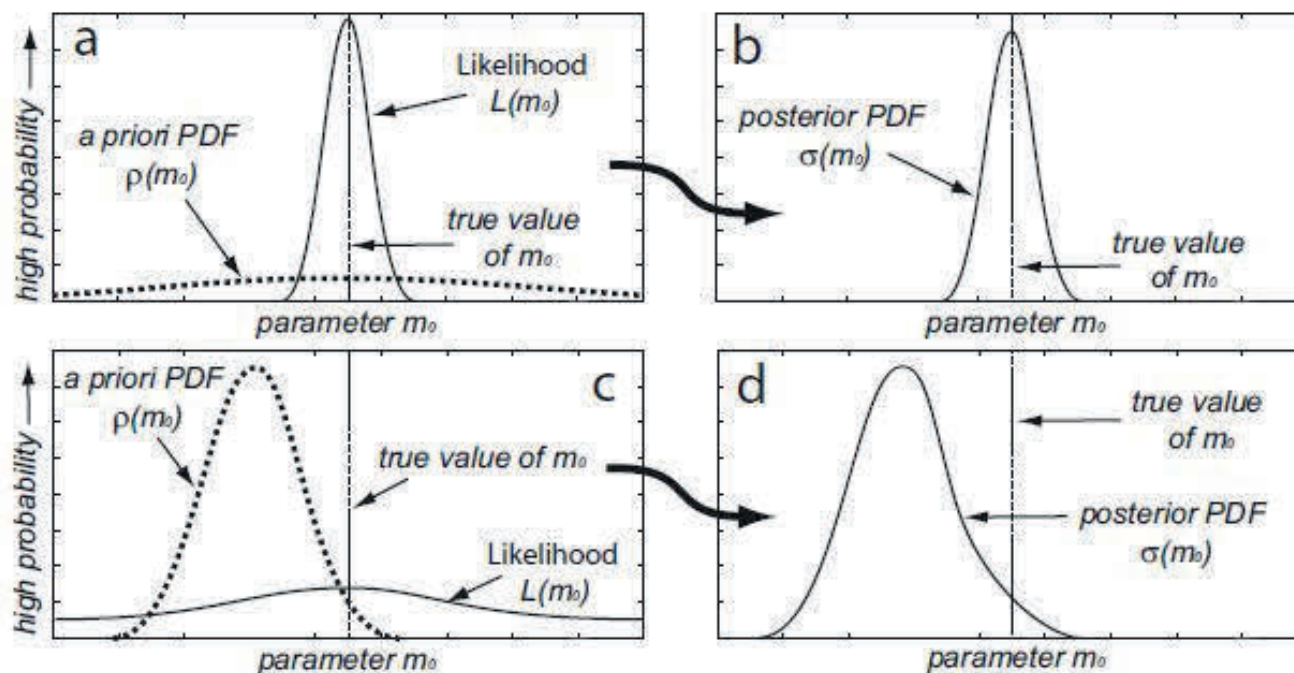 a
Likelihood
L(m₀)
a priori PDF
ρ(m₀)
true value
of m₀
high probability
parameter m₀
b
posterior PDF
σ(m₀)
true value
of m₀
parameter m₀
a priori PDF
ρ(m₀)
c
true value of m₀
Likelihood
L(m₀)
high probability
parameter m₀
d
true value
of m₀
posterior PDF
σ(m₀)
parameter m₀